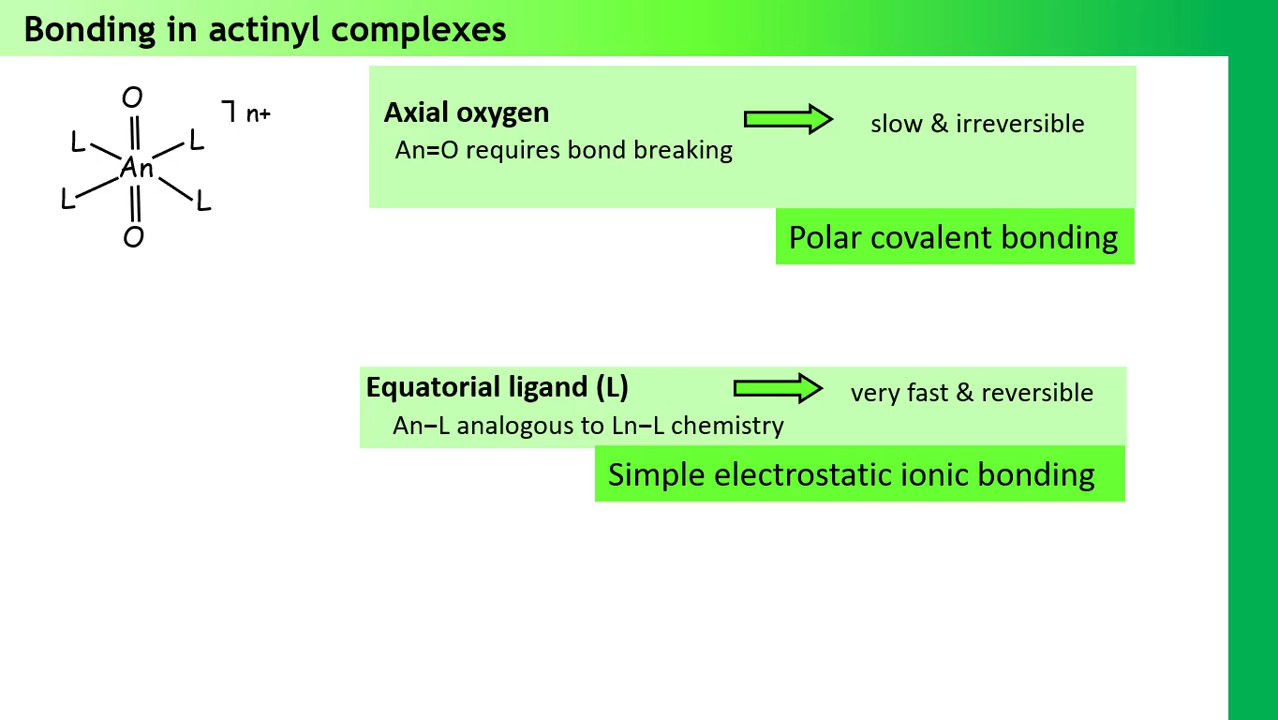 Bonding in actinyl complexes
O
L L
An
L L
O
⌝ n+
Axial oxygen
An=O requires bond breaking
slow & irreversible
Polar covalent bonding
Equatorial ligand (L)
An−L analogous to Ln−L chemistry
very fast & reversible
Simple electrostatic ionic bonding